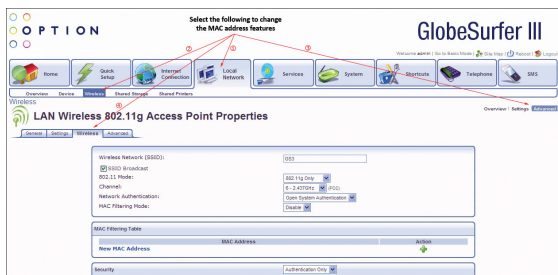 OPTION
Select the following to change
the MAC address features
GlobeSurfer III
Welcome admin | Go to Basic Mode | Site Map | Reboot | Logout
② ① ③
Home
Quick Setup
Internet Connection
Local Network
Services
System
Shortcuts
Telephone
SMS
Overview Device Wireless Shared Storage Shared Printers
Wireless
④
Overview | Settings | Advanced
LAN Wireless 802.11g Access Point Properties
General Settings Wireless Advanced
Wireless Network (SSID): GS3
SSID Broadcast
802.11 Mode: 802.11g Only
Channel: 6 - 2.437GHz (FCC)
Network Authentication: Open System Authentication
MAC Filtering Mode: Disable
MAC Filtering Table
MAC Address Action
New MAC Address
Security Authentication Only